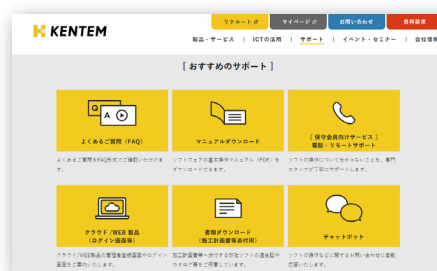 リクルート
マイページ
お問い合わせ
資料請求
KENTEM
製品・サービス | ICTの活用 | サポート | イベント・セミナー | 会社情報
[ おすすめのサポート ]
Q
A
よくあるご質問（FAQ）
マニュアルダウンロード
[ 保守会員向けサービス ]
電話・リモートサポート
よくあるご質問をFAQ形式でご確認いただけます。
ソフトウェアの基本操作マニュアル（PDF）を
ダウンロードできます。
ソフトの操作について分からないことを、専門
スタッフが丁寧にサポートします。
クラウド/WEB 製品
（ログイン画面等）
書類ダウンロード
（施工計画書等添付用）
チャットボット
クラウド/WEB製品の管理者登録画面やログイン
画面をご案内いたします。
施工計画書等へ添付する弊社ソフトの適合証や
カタログ等をご用意しています。
ソフトの操作などに関するお問い合わせに自動
応答いたします。